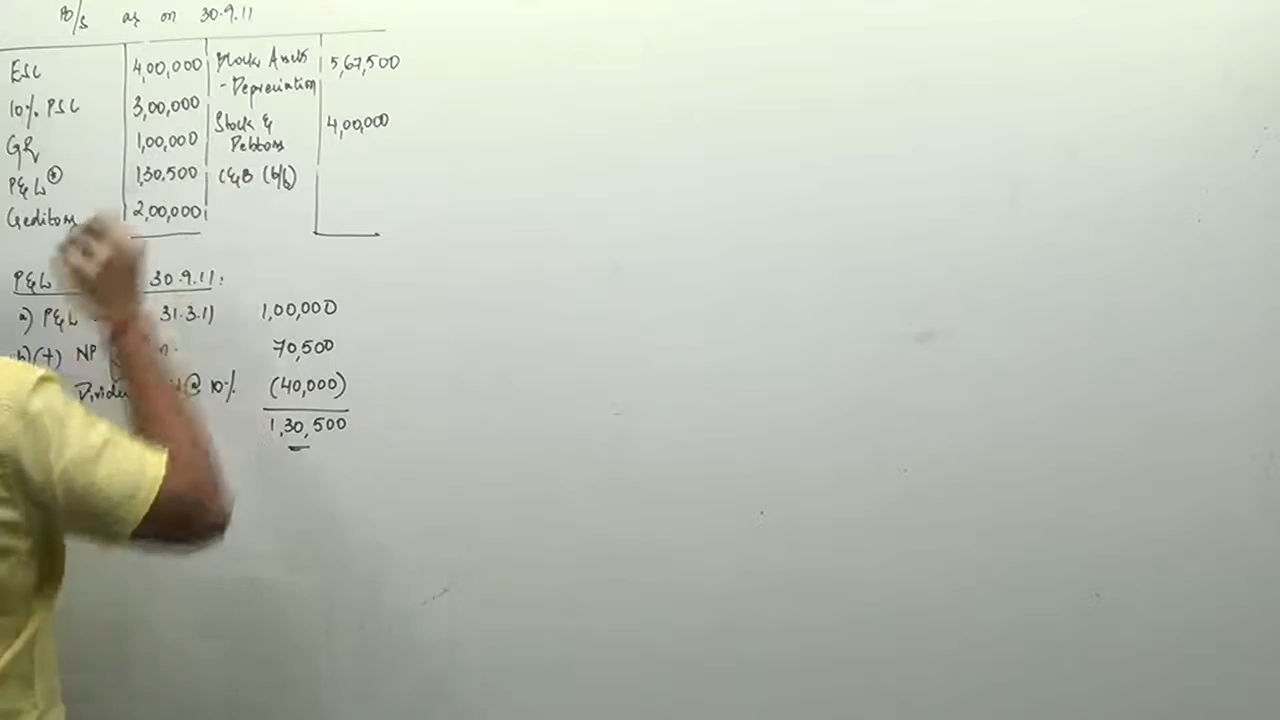 B/S as on 30.9.11
ESC 4,00,000 Block Assets 5,67,500
- Depreciation
10% PSC 3,00,000
Stock & 4,00,000
GR 1,00,000 Debtors
P&L* 1,30,500 C&B (b/f)
Creditors 2,00,000
P&L 30.9.11:
a) P&L 31.3.11 1,00,000
b) (+) NP 70,500
@ 10% (40,000)
1,30,500